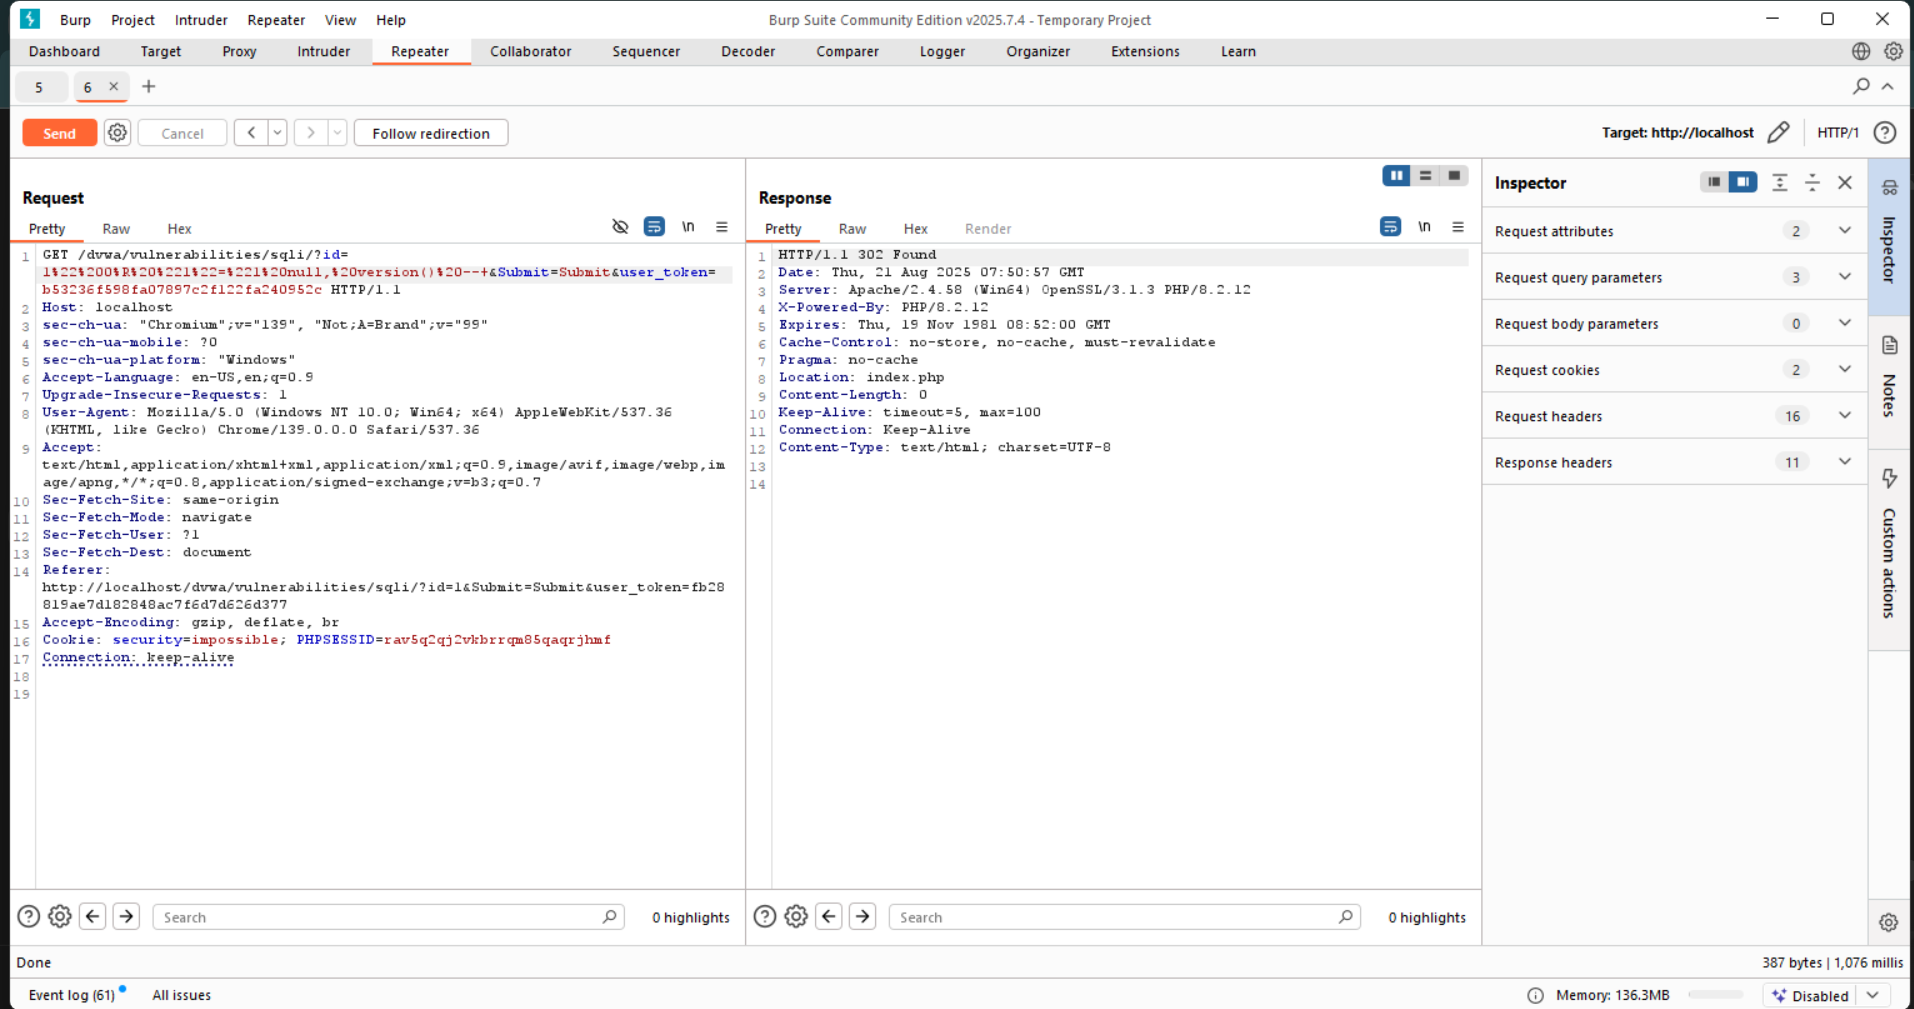 Burp Project Intruder Repeater View Help Burp Suite Community Edition v2025.7.4 - Temporary Project
Dashboard Target Proxy Intruder Repeater Collaborator Sequencer Decoder Comparer Logger Organizer Extensions Learn
5 6
Send Cancel Follow redirection Target: http://localhost HTTP/1
Request
Pretty Raw Hex \n
1 GET /dvwa/vulnerabilities/sqli/?id=
1%22%200%R%20%221%22=%221%20null,%20version()%20--+&Submit=Submit&user_token=
b53236f598fa07897c2f122fa240952c HTTP/1.1
2 Host: localhost
3 sec-ch-ua: "Chromium";v="139", "Not;A=Brand";v="99"
4 sec-ch-ua-mobile: ?0
5 sec-ch-ua-platform: "Windows"
6 Accept-Language: en-US,en;q=0.9
7 Upgrade-Insecure-Requests: 1
8 User-Agent: Mozilla/5.0 (Windows NT 10.0; Win64; x64) AppleWebKit/537.36
(KHTML, like Gecko) Chrome/139.0.0.0 Safari/537.36
9 Accept:
text/html,application/xhtml+xml,application/xml;q=0.9,image/avif,image/webp,im
age/apng,*/*;q=0.8,application/signed-exchange;v=b3;q=0.7
10 Sec-Fetch-Site: same-origin
11 Sec-Fetch-Mode: navigate
12 Sec-Fetch-User: ?1
13 Sec-Fetch-Dest: document
14 Referer:
http://localhost/dvwa/vulnerabilities/sqli/?id=1&Submit=Submit&user_token=fb28
819ae7d182848ac7f6d7d626d377
15 Accept-Encoding: gzip, deflate, br
16 Cookie: security=impossible; PHPSESSID=rav5q2qj2vkbrrqm85qaqrjhmf
17 Connection: keep-alive
18
19
Search 0 highlights
Response
Pretty Raw Hex Render \n
1 HTTP/1.1 302 Found
2 Date: Thu, 21 Aug 2025 07:50:57 GMT
3 Server: Apache/2.4.58 (Win64) OpenSSL/3.1.3 PHP/8.2.12
4 X-Powered-By: PHP/8.2.12
5 Expires: Thu, 19 Nov 1981 08:52:00 GMT
6 Cache-Control: no-store, no-cache, must-revalidate
7 Pragma: no-cache
8 Location: index.php
9 Content-Length: 0
10 Keep-Alive: timeout=5, max=100
11 Connection: Keep-Alive
12 Content-Type: text/html; charset=UTF-8
13
14
Search 0 highlights
Inspector
Request attributes 2
Request query parameters 3
Request body parameters 0
Request cookies 2
Request headers 16
Response headers 11
Inspector
Notes
Custom actions
Done 387 bytes | 1,076 millis
Event log (61) All issues Memory: 136.3MB Disabled